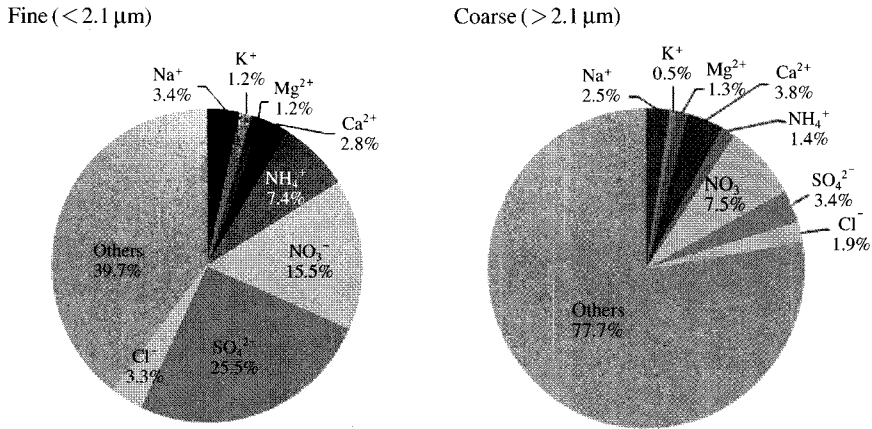 Fine (<2.1 μm)
Na⁺
3.4%
K⁺
1.2%
Mg²⁺
1.2%
Ca²⁺
2.8%
NH₄⁺
7.4%
NO₃⁻
15.5%
SO₄²⁻
25.5%
Cl⁻
3.3%
Others
39.7%
Coarse (>2.1 μm)
Na⁺
2.5%
K⁺
0.5%
Mg²⁺
1.3%
Ca²⁺
3.8%
NH₄⁺
1.4%
NO₃⁻
7.5%
SO₄²⁻
3.4%
Cl⁻
1.9%
Others
77.7%